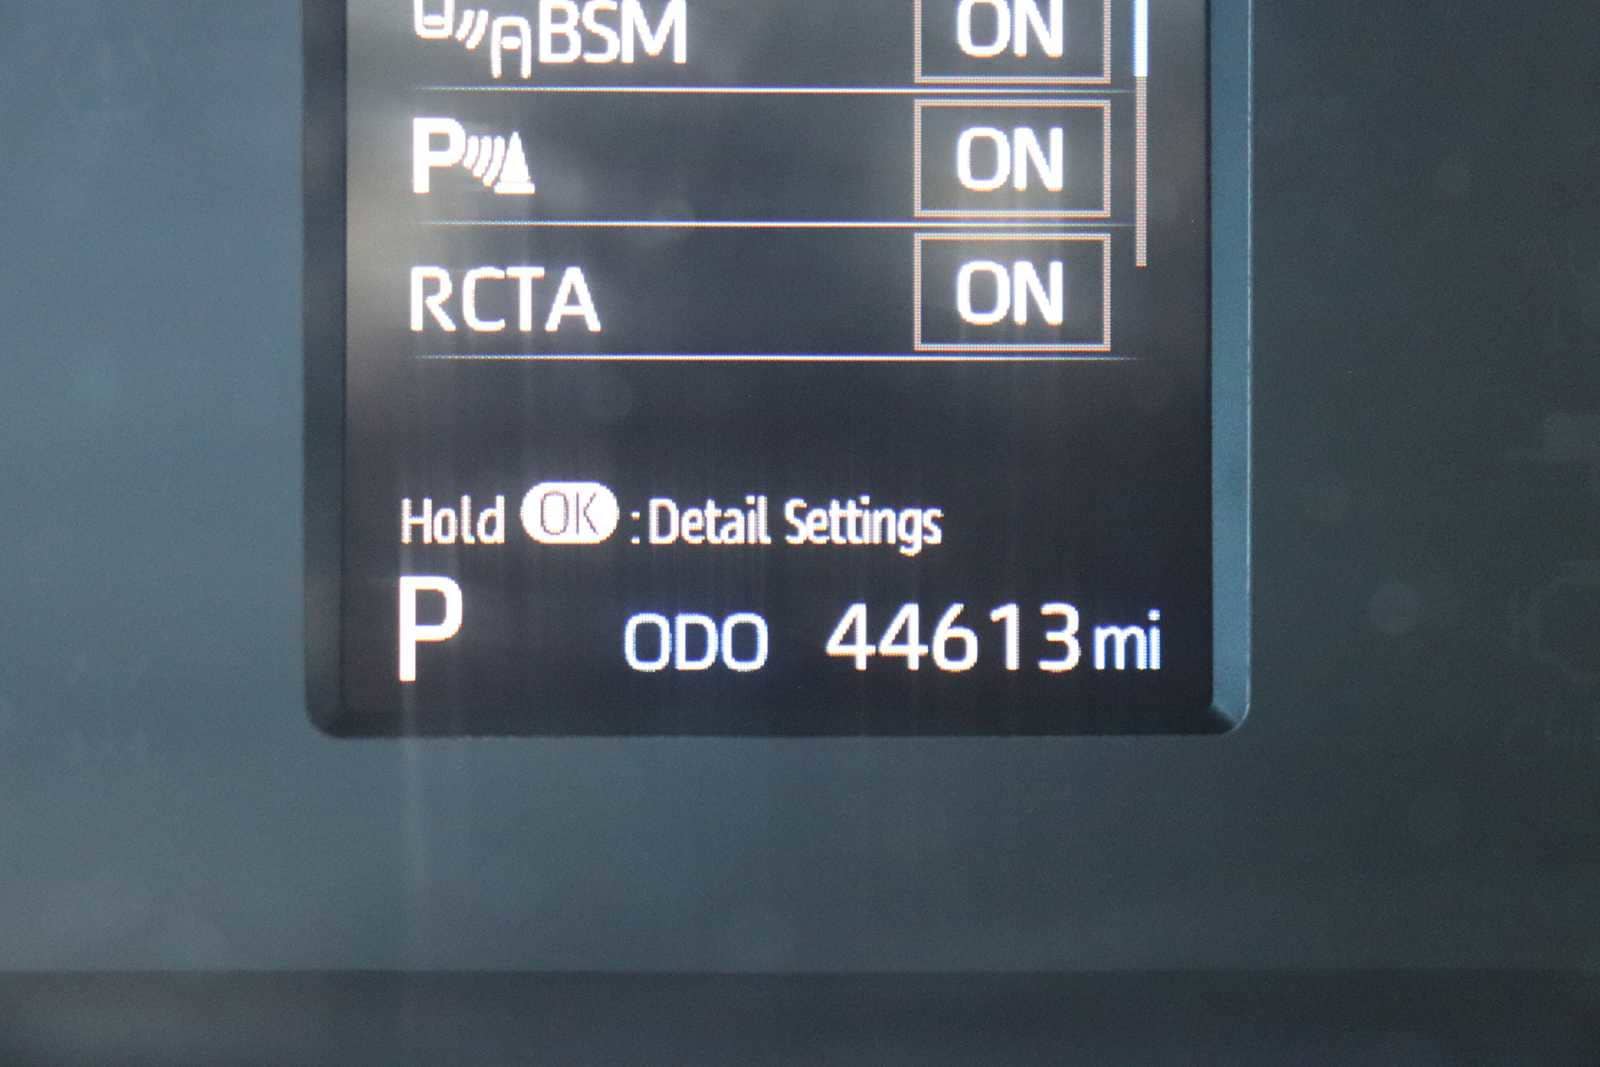 BSM ON
P ON
RCTA ON
Hold OK : Detail Settings
P ODO 44613 mi